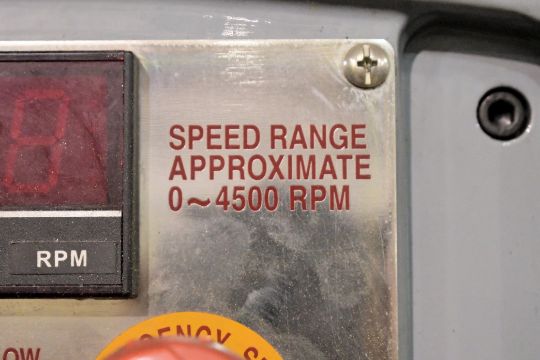 SPEED RANGE
APPROXIMATE
0~4500 RPM
RPM